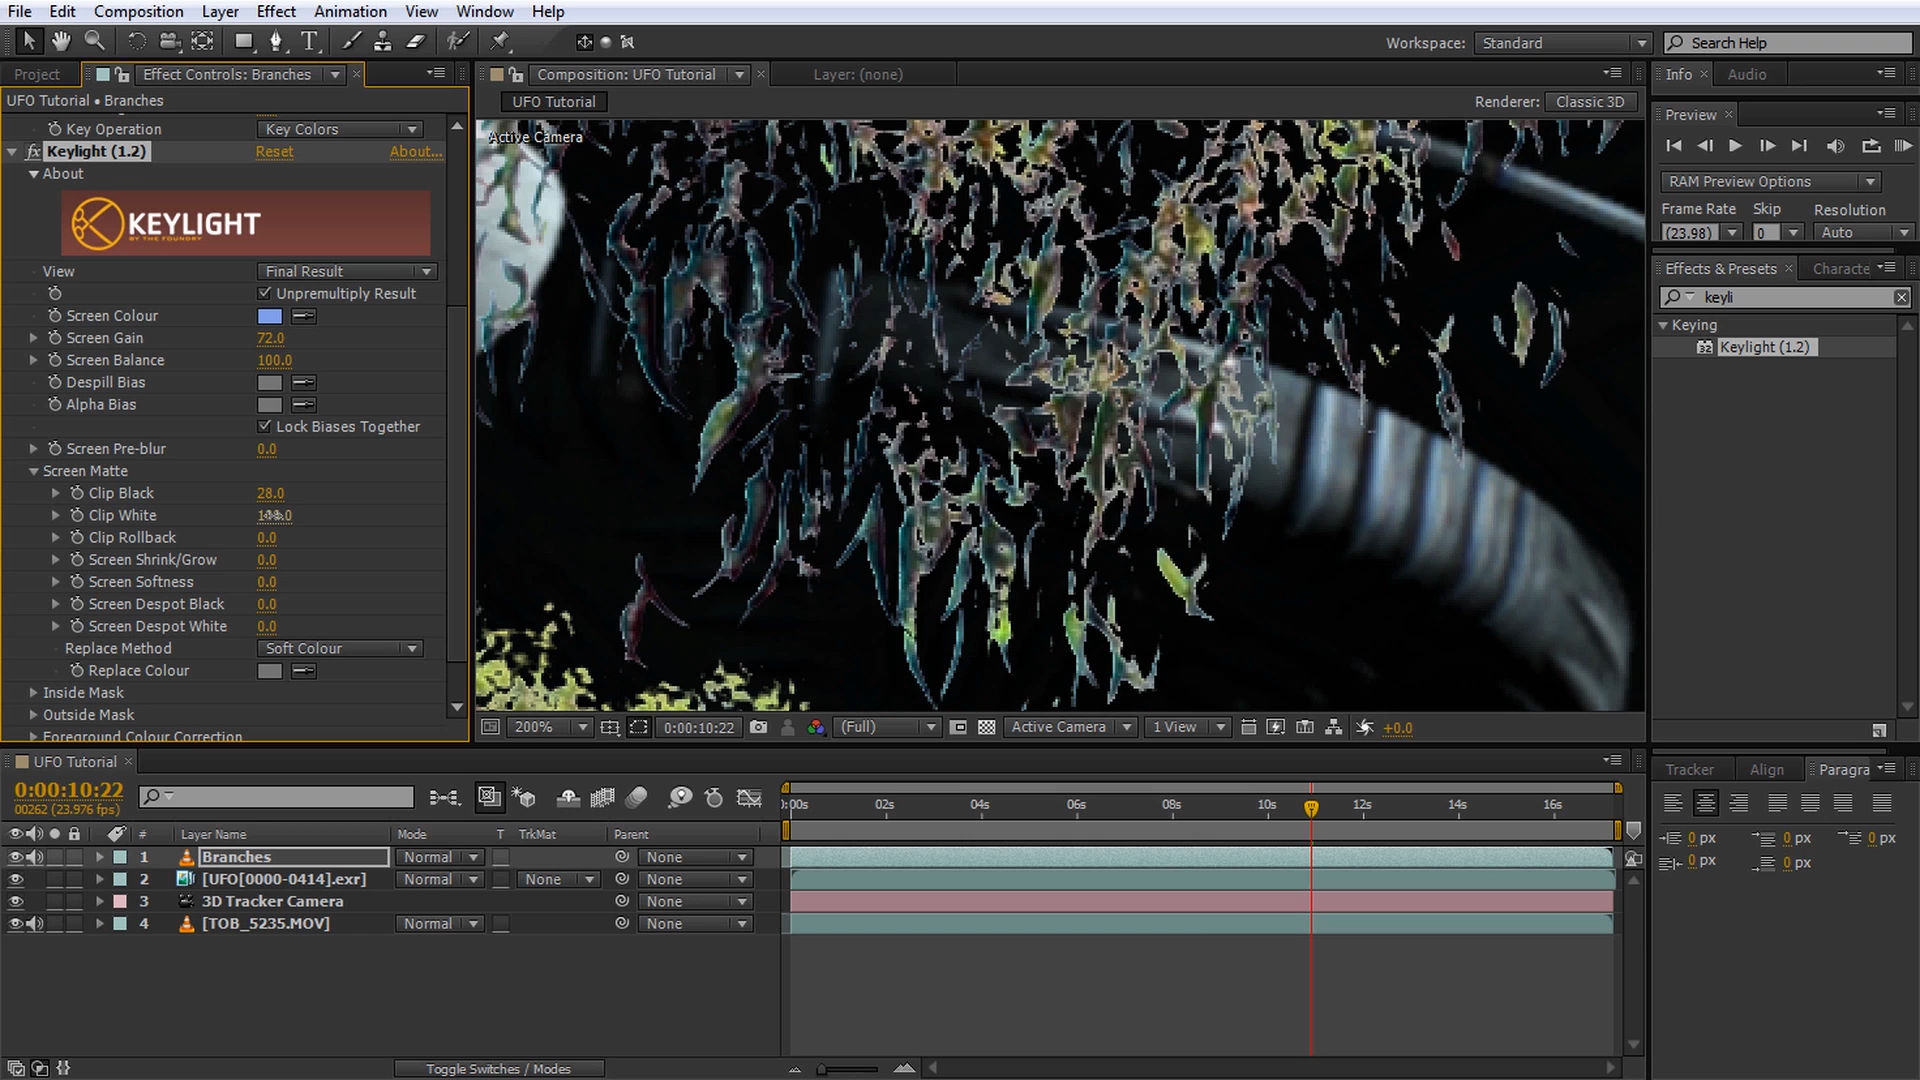 File Edit Composition Layer Effect Animation View Window Help
Workspace: Standard Search Help
Project Effect Controls: Branches Composition: UFO Tutorial Layer: (none) Info Audio
UFO Tutorial • Branches UFO Tutorial Renderer: Classic 3D
Active Camera
Key Operation Key Colors
fx Keylight (1.2) Reset About...
About
KEYLIGHT
BY THE FOUNDRY
View Final Result
Unpremultiply Result
Screen Colour
Screen Gain 72.0
Screen Balance 100.0
Despill Bias
Alpha Bias
Lock Biases Together
Screen Pre-blur 0.0
Screen Matte
Clip Black 28.0
Clip White
Clip Rollback 0.0
Screen Shrink/Grow 0.0
Screen Softness 0.0
Screen Despot Black 0.0
Screen Despot White 0.0
Replace Method Soft Colour
Replace Colour
Inside Mask
Outside Mask
Foreground Colour Correction
Preview
RAM Preview Options
Frame Rate Skip Resolution
(23.98) 0 Auto
Effects & Presets Characte
keyli
Keying
32 Keylight (1.2)
200% 0:00:10:22 (Full) Active Camera 1 View +0.0
UFO Tutorial
0:00:10:22
00262 (23.976 fps)
:00s 02s 04s 06s 08s 10s 12s 14s 16s
# Layer Name Mode T TrkMat Parent
1 Branches Normal None
2 [UFO[0000-0414].exr] Normal None None
3 3D Tracker Camera None
4 [TOB_5235.MOV] Normal None
Toggle Switches / Modes
Tracker Align Paragra
0 px 0 px 0 px
0 px 0 px